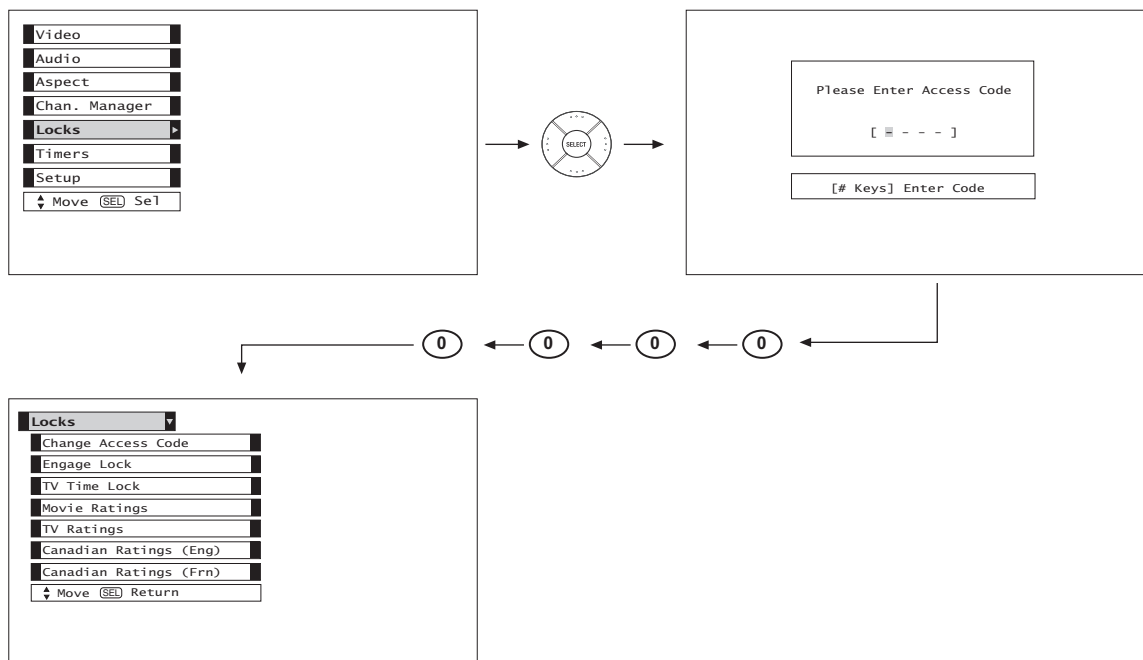 Video
Audio
Aspect
Chan. Manager
Locks
Timers
Setup
Move SEL Sel
SELECT
Please Enter Access Code
[ - - - - ]
[# Keys] Enter Code
0 0 0 0
Locks
Change Access Code
Engage Lock
TV Time Lock
Movie Ratings
TV Ratings
Canadian Ratings (Eng)
Canadian Ratings (Frn)
Move SEL Return